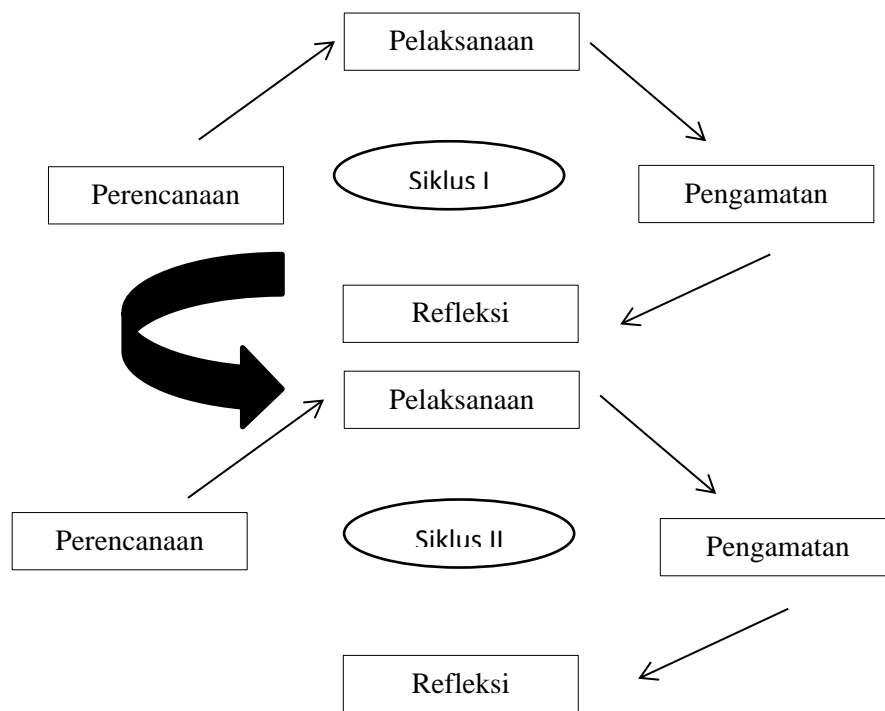 Pelaksanaan
Perencanaan
Siklus I
Pengamatan
Refleksi
Pelaksanaan
Perencanaan
Siklus II
Pengamatan
Refleksi